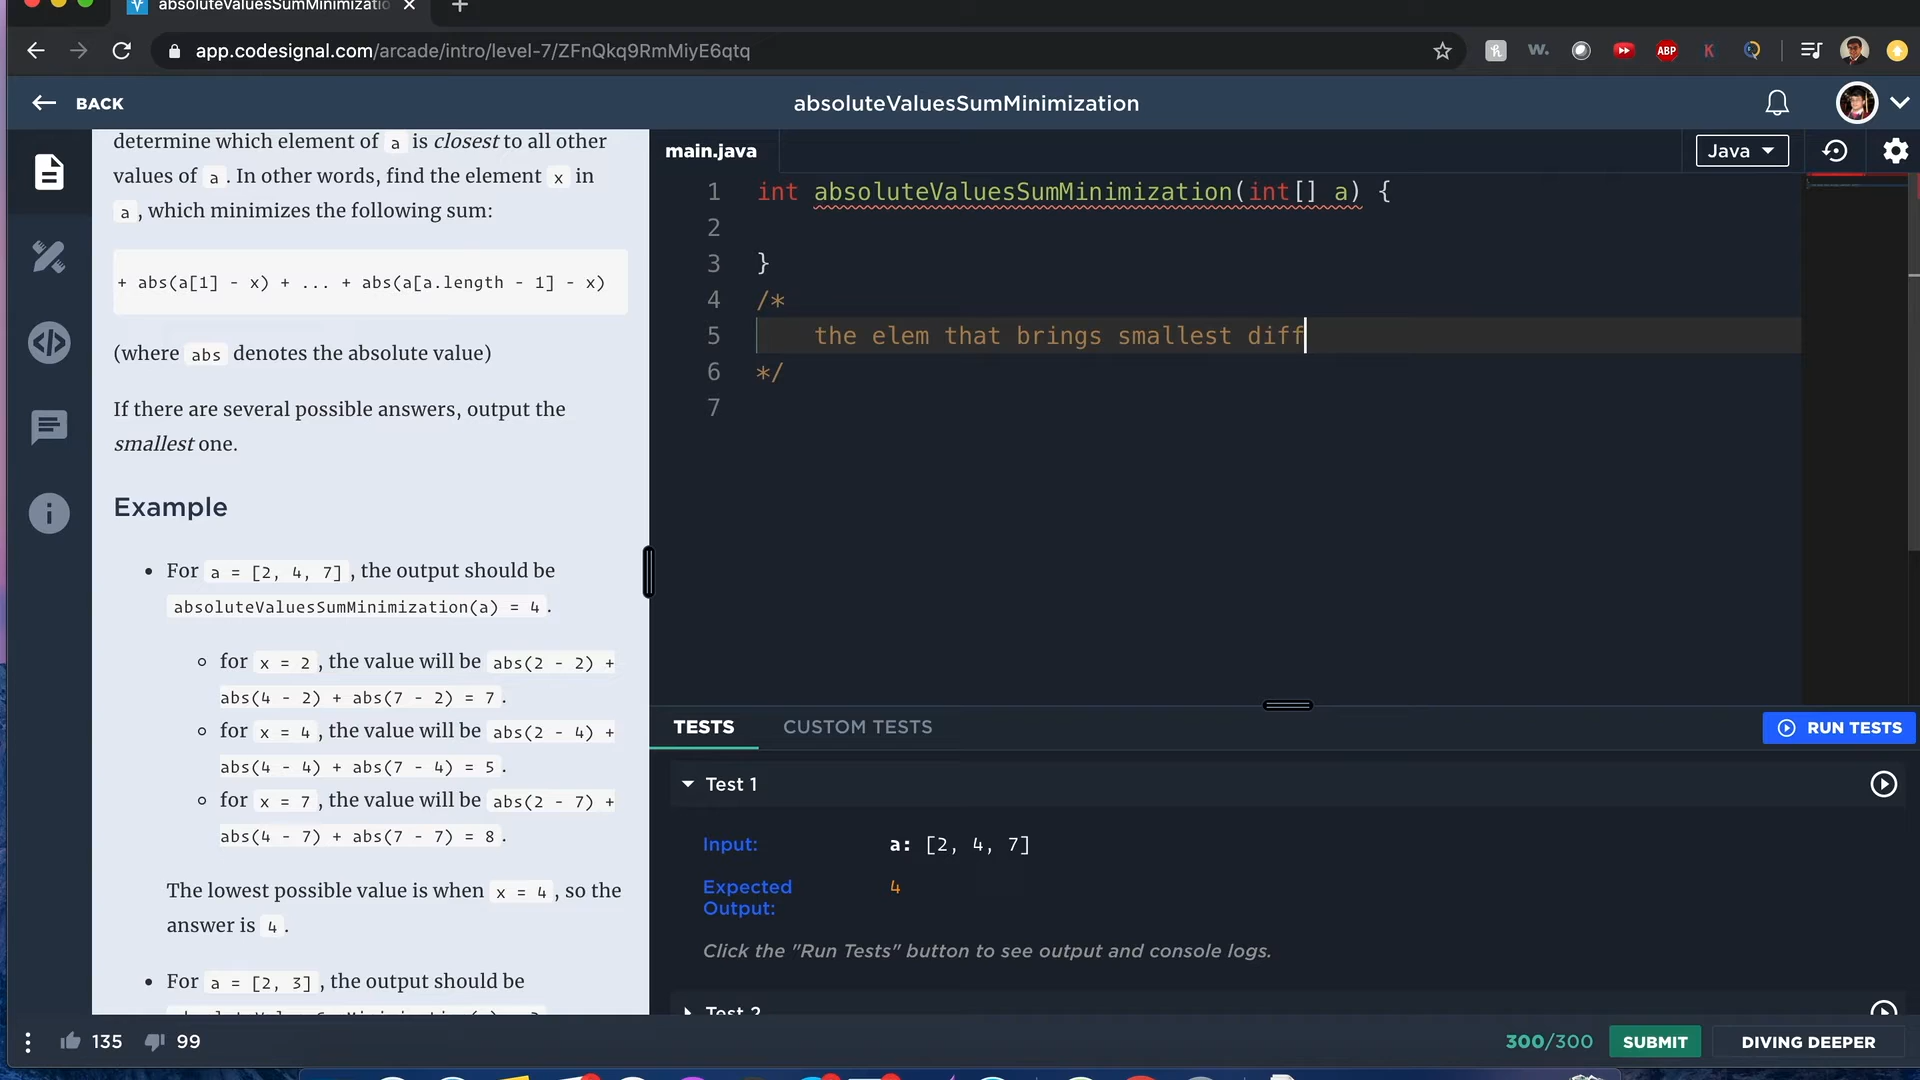 absoluteValuesSumMinimizatio
app.codesignal.com/arcade/intro/level-7/ZFnQkq9RmMiyE6qtq
w.
ABP
K
BACK
absoluteValuesSumMinimization
determine which element of a is closest to all other
values of a. In other words, find the element x in
a, which minimizes the following sum:
+ abs(a[1] - x) + ... + abs(a[a.length - 1] - x)
(where abs denotes the absolute value)
If there are several possible answers, output the
smallest one.
Example
• For a = [2, 4, 7], the output should be
absoluteValuesSumMinimization(a) = 4.
for x = 2, the value will be abs(2 - 2) +
abs(4 - 2) + abs(7 - 2) = 7.
for x = 4, the value will be abs(2 - 4) +
abs(4 - 4) + abs(7 - 4) = 5.
for x = 7, the value will be abs(2 - 7) +
abs(4 - 7) + abs(7 - 7) = 8.
The lowest possible value is when x = 4, so the
answer is 4.
• For a = [2, 3], the output should be
main.java
Java
1 int absoluteValuesSumMinimization(int[] a) {
2
3 }
4 /*
5 the elem that brings smallest diff
6 */
7
TESTS
CUSTOM TESTS
RUN TESTS
Test 1
Input: a: [2, 4, 7]
Expected 4
Output:
Click the "Run Tests" button to see output and console logs.
Test 2
135
99
300/300
SUBMIT
DIVING DEEPER